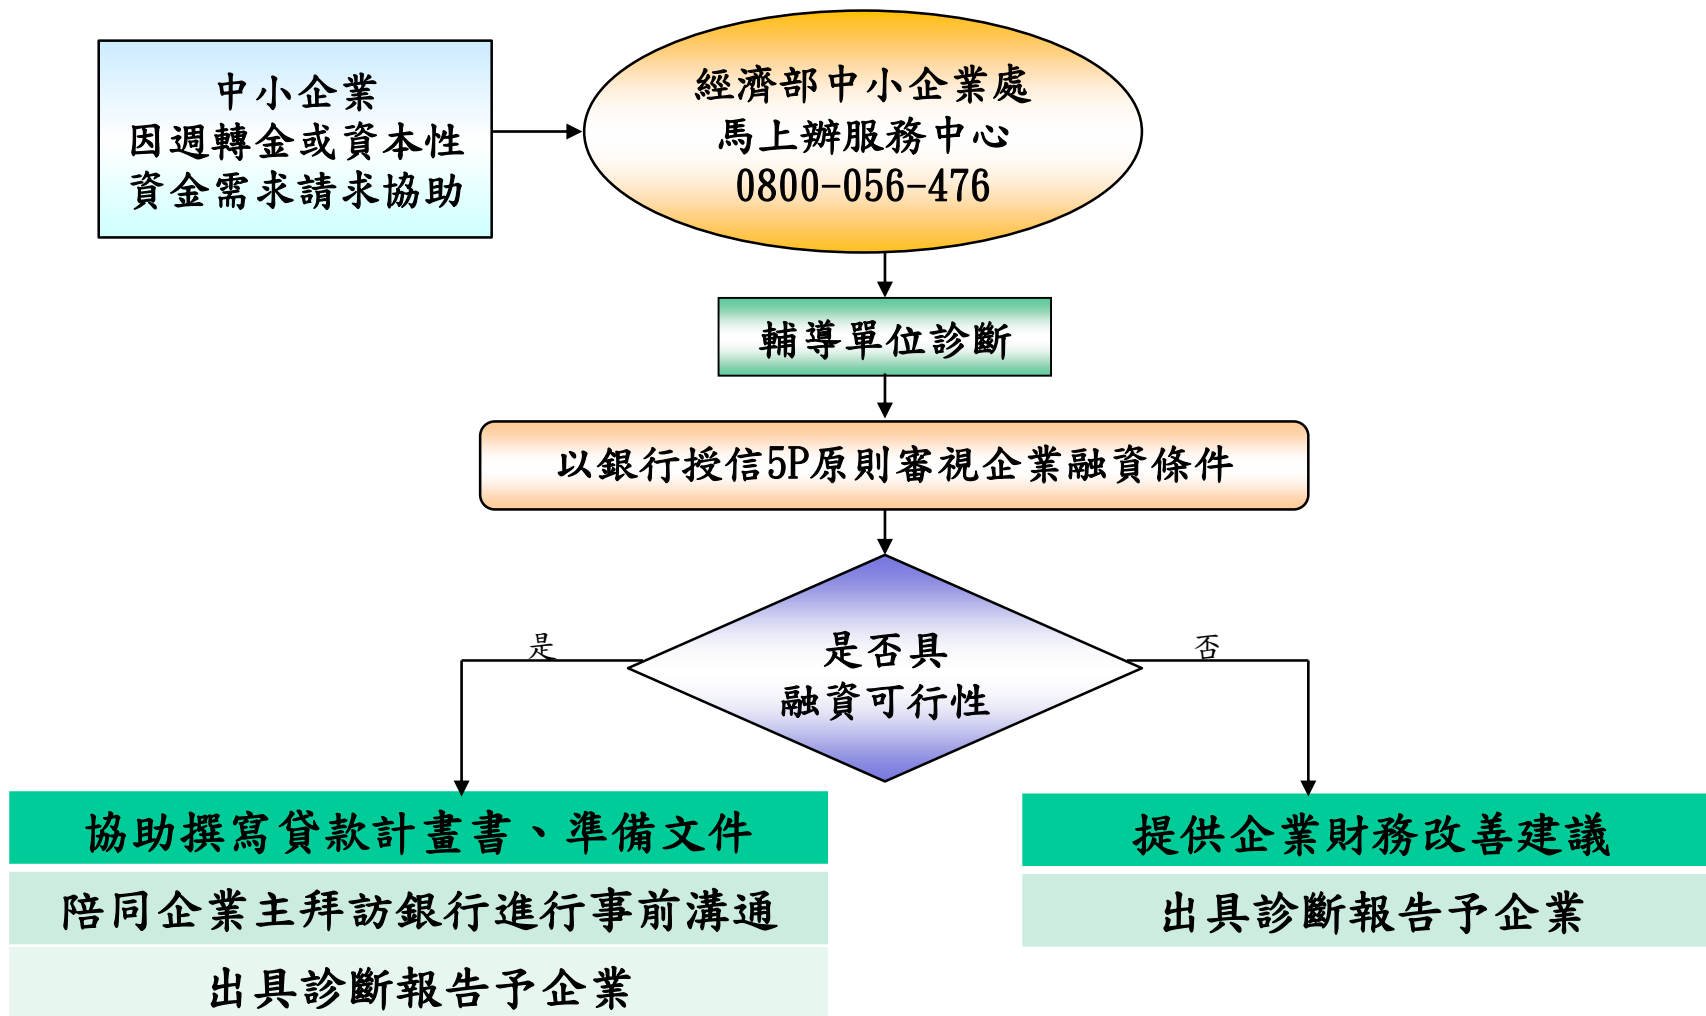 中小企業
因週轉金或資本性
資金需求請求協助
經濟部中小企業處
馬上辦服務中心
0800-056-476
輔導單位診斷
以銀行授信5P原則審視企業融資條件
是否具
融資可行性
是
否
協助撰寫貸款計畫書、準備文件
陪同企業主拜訪銀行進行事前溝通
出具診斷報告予企業
提供企業財務改善建議
出具診斷報告予企業